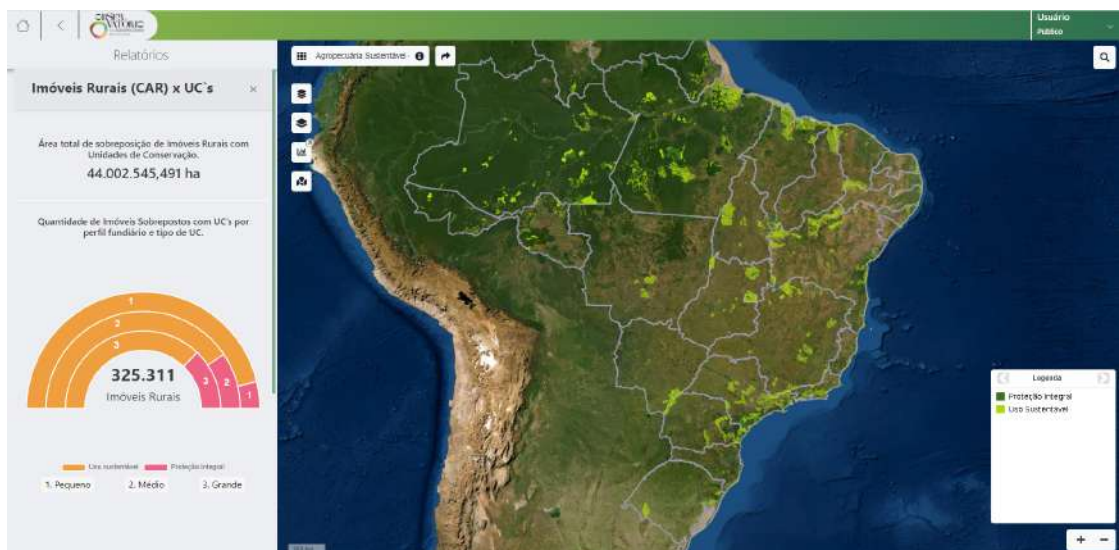 Usuário
Público
Relatórios
Imóveis Rurais (CAR) x UC`s ×
Área total de sobreposição de Imóveis Rurais com
Unidades de Conservação.
44.002.545,491 ha
Quantidade de Imóveis Sobrepostos com UC's por
perfil fundiário e tipo de UC.
1
2
3
3 2 1
325.311
Imóveis Rurais
Uso sustentável Proteção integral
1. Pequeno 2. Médio 3. Grande
Agropecuária Sustentável
Legenda
Proteção Integral
Uso Sustentável
+ −